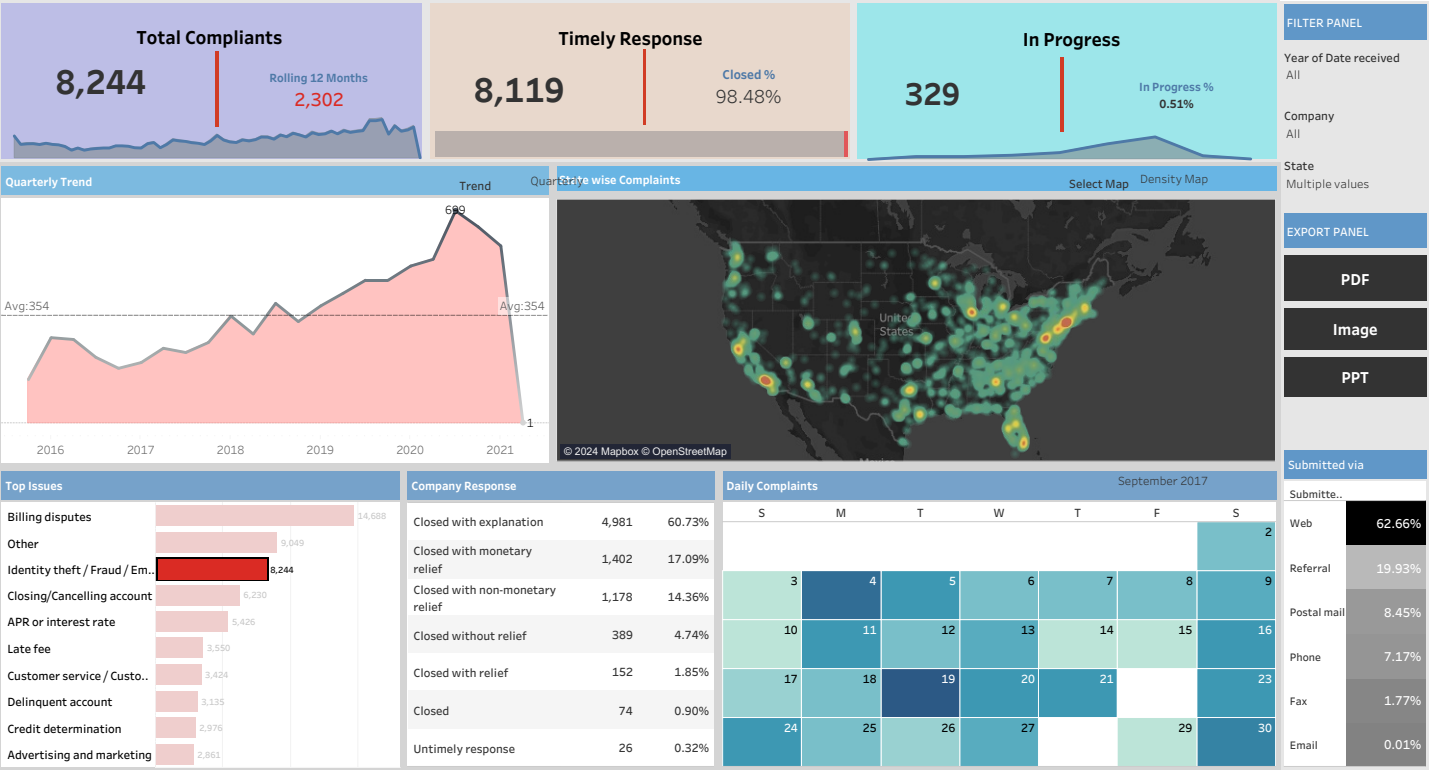 Total Compliants
8,244
Rolling 12 Months
2,302
Timely Response
8,119
Closed %
98.48%
In Progress
329
In Progress %
0.51%
FILTER PANEL
Year of Date received
All
Company
All
State
Multiple values
EXPORT PANEL
PDF
Image
PPT
Quarterly Trend
Trend
Quarterly
699
Avg:354
Avg:354
1
2016 2017 2018 2019 2020 2021
State wise Complaints
Select Map
Density Map
United
States
Mexico
© 2024 Mapbox © OpenStreetMap
Top Issues
Billing disputes 14,688
Other 9,049
Identity theft / Fraud / Em.. 8,244
Closing/Cancelling account 6,230
APR or interest rate 5,426
Late fee 3,550
Customer service / Custo.. 3,424
Delinquent account 3,135
Credit determination 2,976
Advertising and marketing 2,861
Company Response
Closed with explanation 4,981 60.73%
Closed with monetary
relief 1,402 17.09%
Closed with non-monetary
relief 1,178 14.36%
Closed without relief 389 4.74%
Closed with relief 152 1.85%
Closed 74 0.90%
Untimely response 26 0.32%
Daily Complaints
September 2017
S M T W T F S
2
3 4 5 6 7 8 9
10 11 12 13 14 15 16
17 18 19 20 21 23
24 25 26 27 29 30
Submitted via
Submitte..
Web 62.66%
Referral 19.93%
Postal mail 8.45%
Phone 7.17%
Fax 1.77%
Email 0.01%